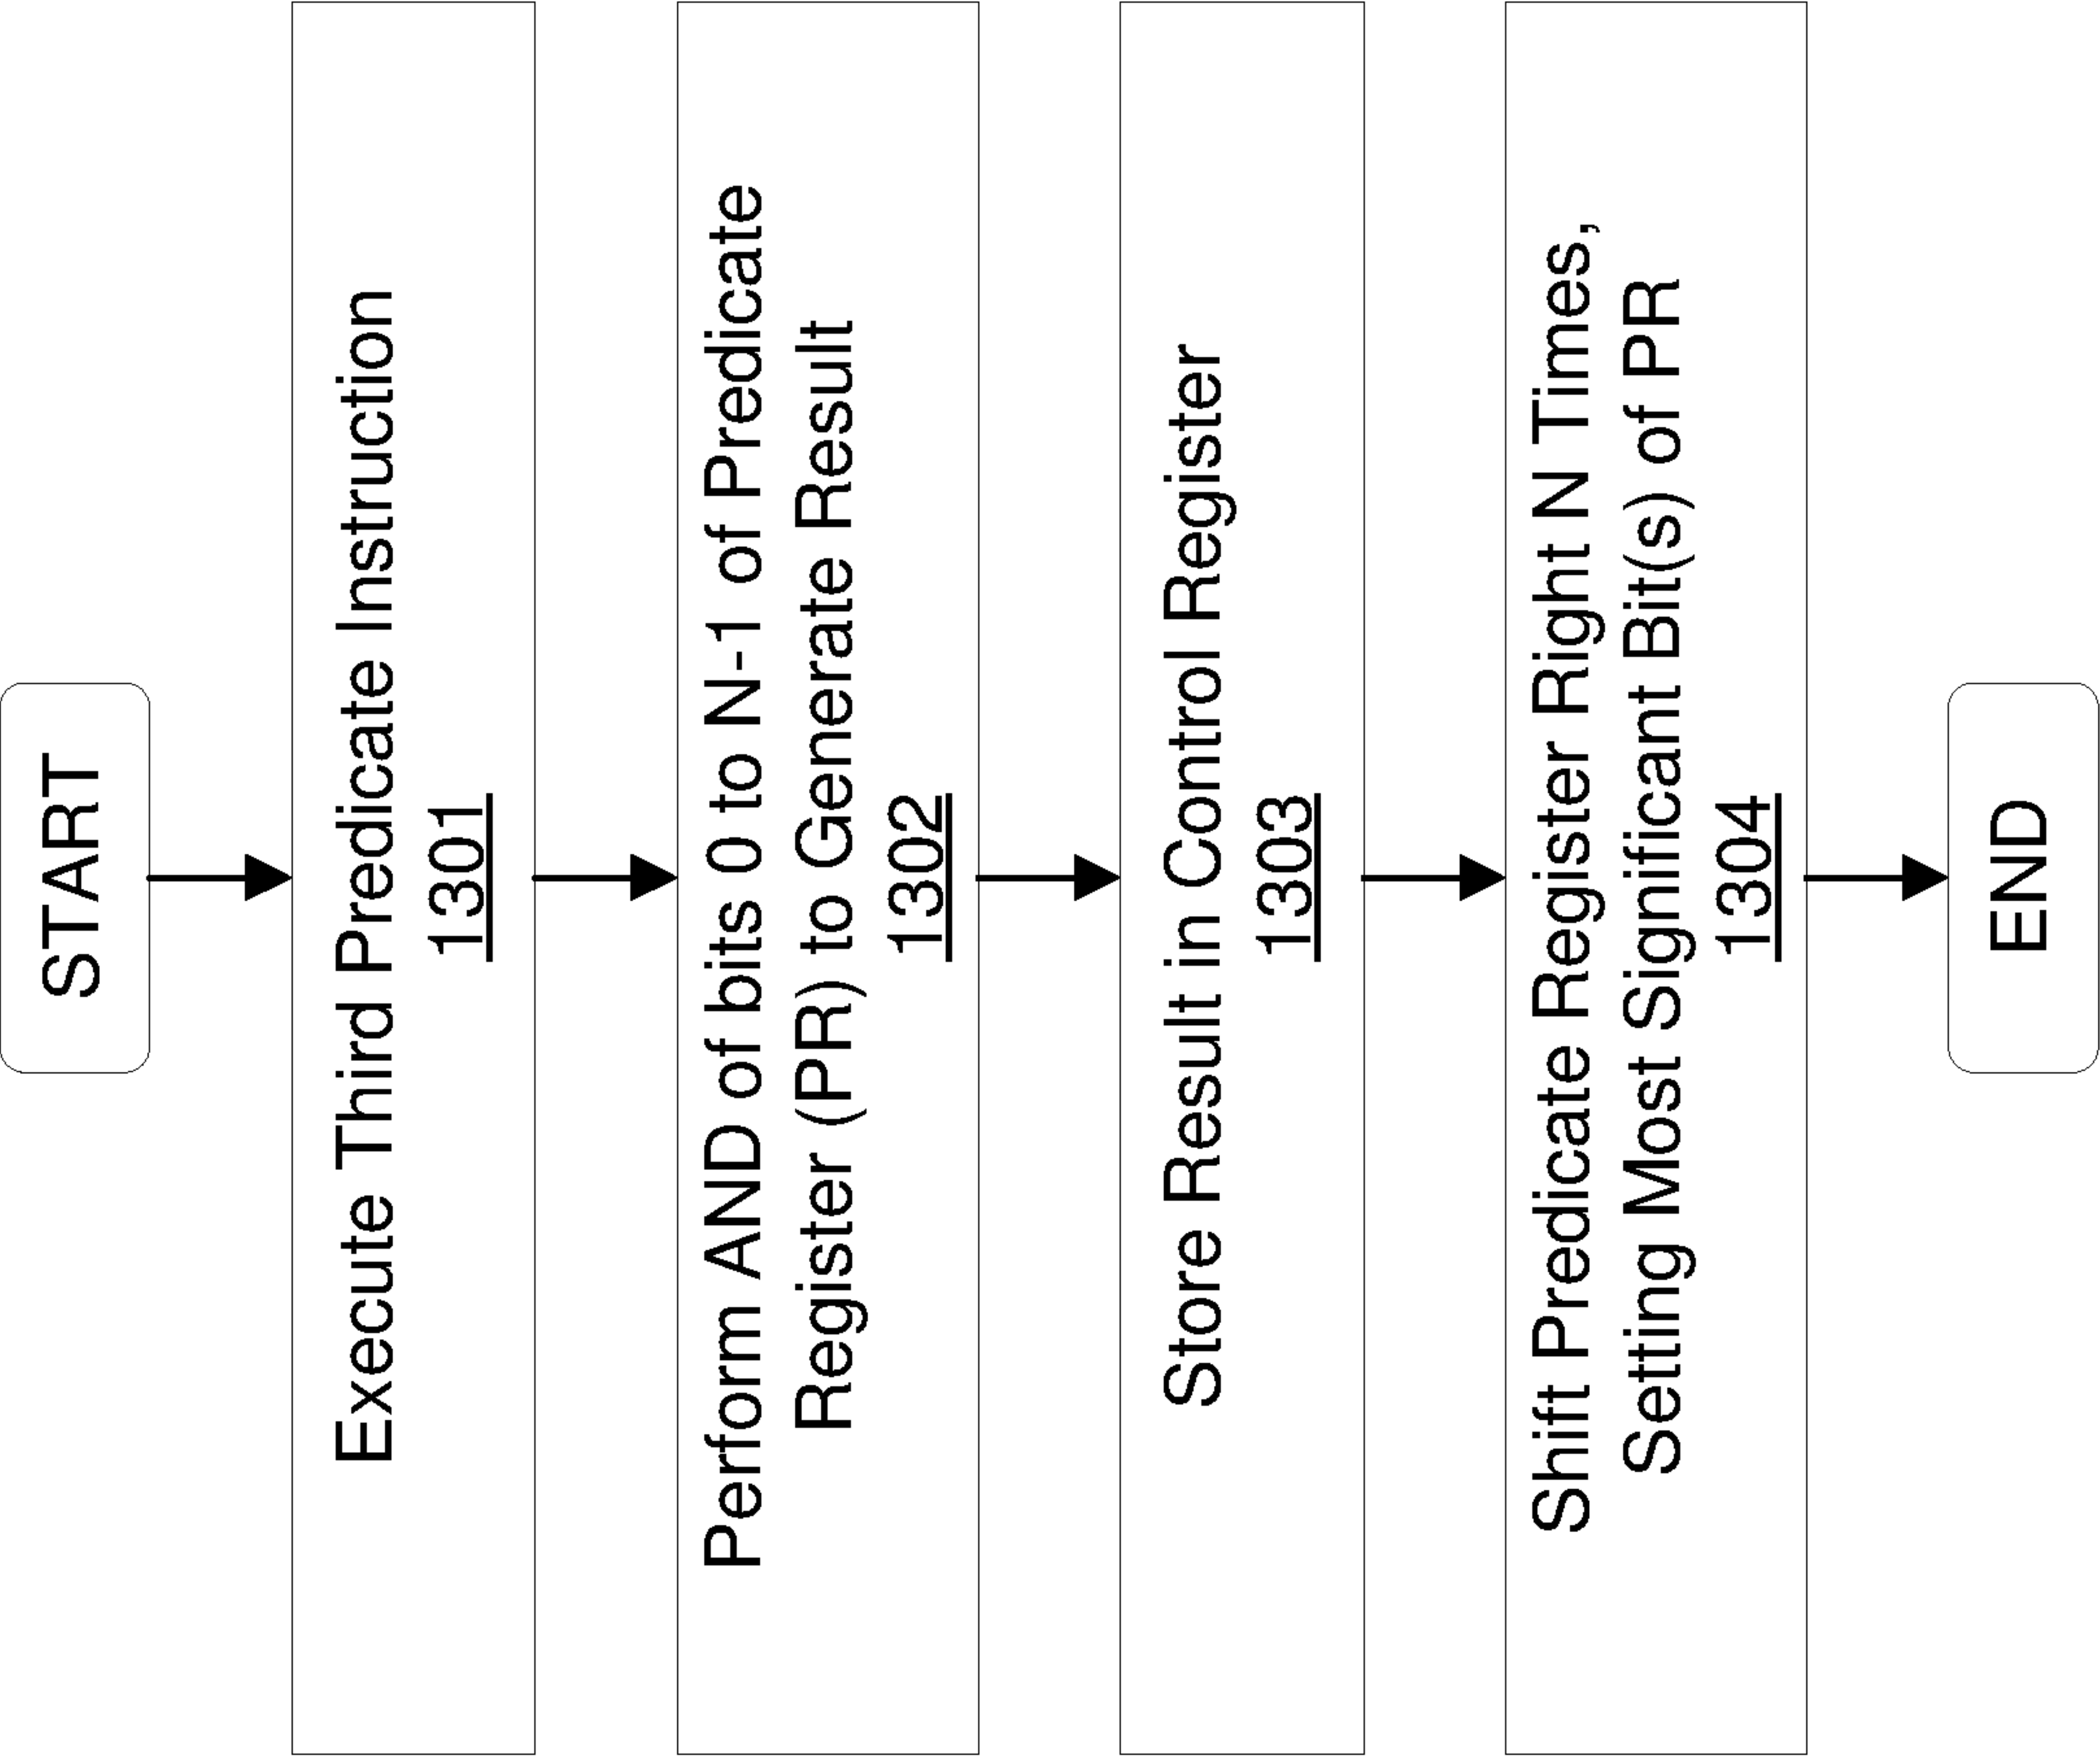 START
Execute Third Predicate Instruction
1301
Perform AND of bits 0 to N-1 of Predicate
Register (PR) to Generate Result
1302
Store Result in Control Register
1303
Shift Predicate Register Right N Times,
Setting Most Significant Bit(s) of PR
1304
END